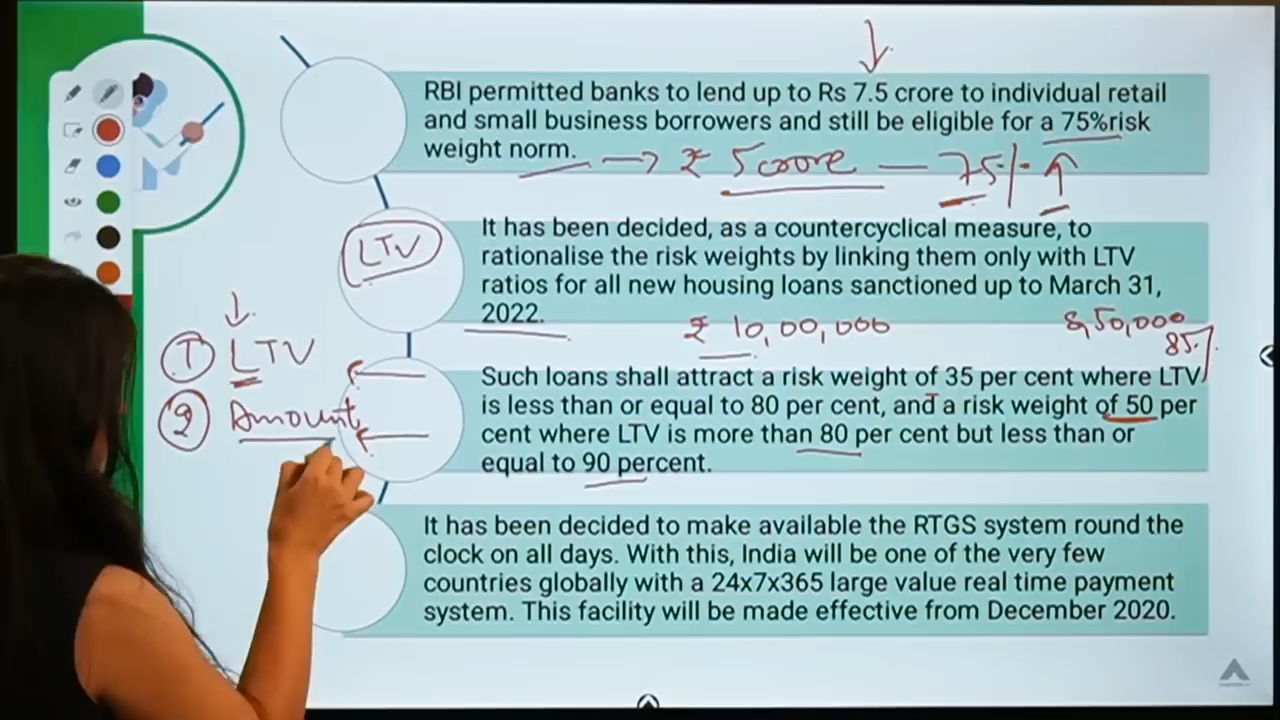 RBI permitted banks to lend up to Rs 7.5 crore to individual retail
and small business borrowers and still be eligible for a 75%risk
weight norm. → ₹ 5 crore — 75% ↑
LTV
It has been decided, as a countercyclical measure, to
rationalise the risk weights by linking them only with LTV
ratios for all new housing loans sanctioned up to March 31,
2022.
₹ 10,00,000
8,50,000
85%
① LTV
② Amount
Such loans shall attract a risk weight of 35 per cent where LTV
is less than or equal to 80 per cent, and a risk weight of 50 per
cent where LTV is more than 80 per cent but less than or
equal to 90 percent.
It has been decided to make available the RTGS system round the
clock on all days. With this, India will be one of the very few
countries globally with a 24x7x365 large value real time payment
system. This facility will be made effective from December 2020.